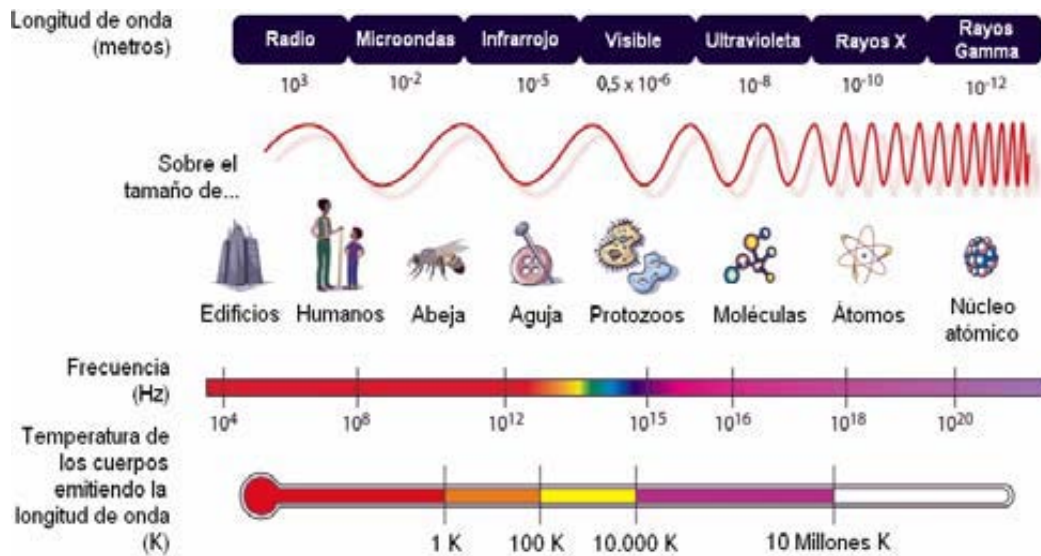 Longitud de onda
(metros)
Radio Microondas Infrarrojo Visible Ultravioleta Rayos X Rayos
Gamma
10³ 10⁻² 10⁻⁵ 0,5 x 10⁻⁶ 10⁻⁸ 10⁻¹⁰ 10⁻¹²
Sobre el
tamaño de...
Edificios Humanos Abeja Aguja Protozoos Moléculas Átomos Núcleo
atómico
Frecuencia
(Hz)
10⁴ 10⁸ 10¹² 10¹⁵ 10¹⁶ 10¹⁸ 10²⁰
Temperatura de
los cuerpos
emitiendo la
longitud de onda
(K)
1 K 100 K 10.000 K 10 Millones K